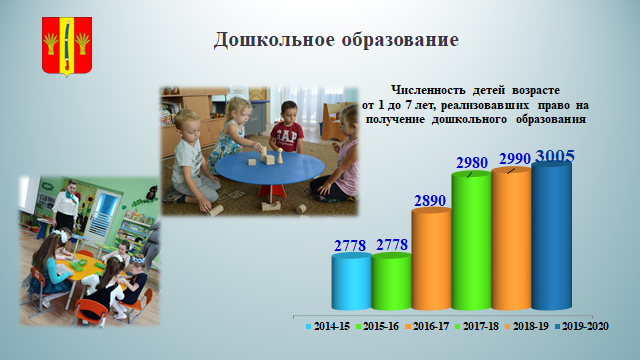 Дошкольное образование
Численность детей возрасте
от 1 до 7 лет, реализовавших право на
получение дошкольного образования
2778 2778 2890 2980 2990 3005
2014-15 2015-16 2016-17 2017-18 2018-19 2019-2020